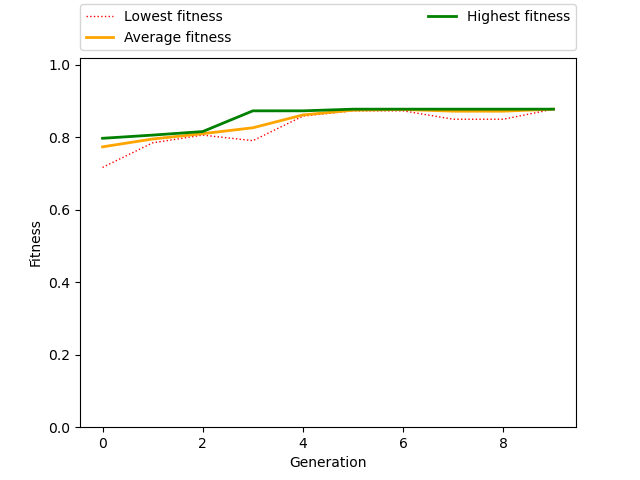 Lowest fitness
Average fitness
Highest fitness
1.0
0.8
0.6
0.4
0.2
0.0
Fitness
0 2 4 6 8
Generation